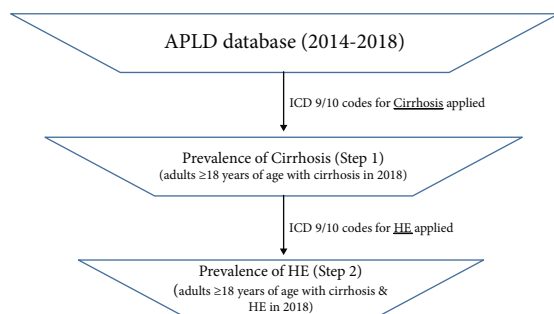 APLD database (2014-2018)
ICD 9/10 codes for Cirrhosis applied
Prevalence of Cirrhosis (Step 1)
(adults ≥18 years of age with cirrhosis in 2018)
ICD 9/10 codes for HE applied
Prevalence of HE (Step 2)
(adults ≥18 years of age with cirrhosis &
HE in 2018)